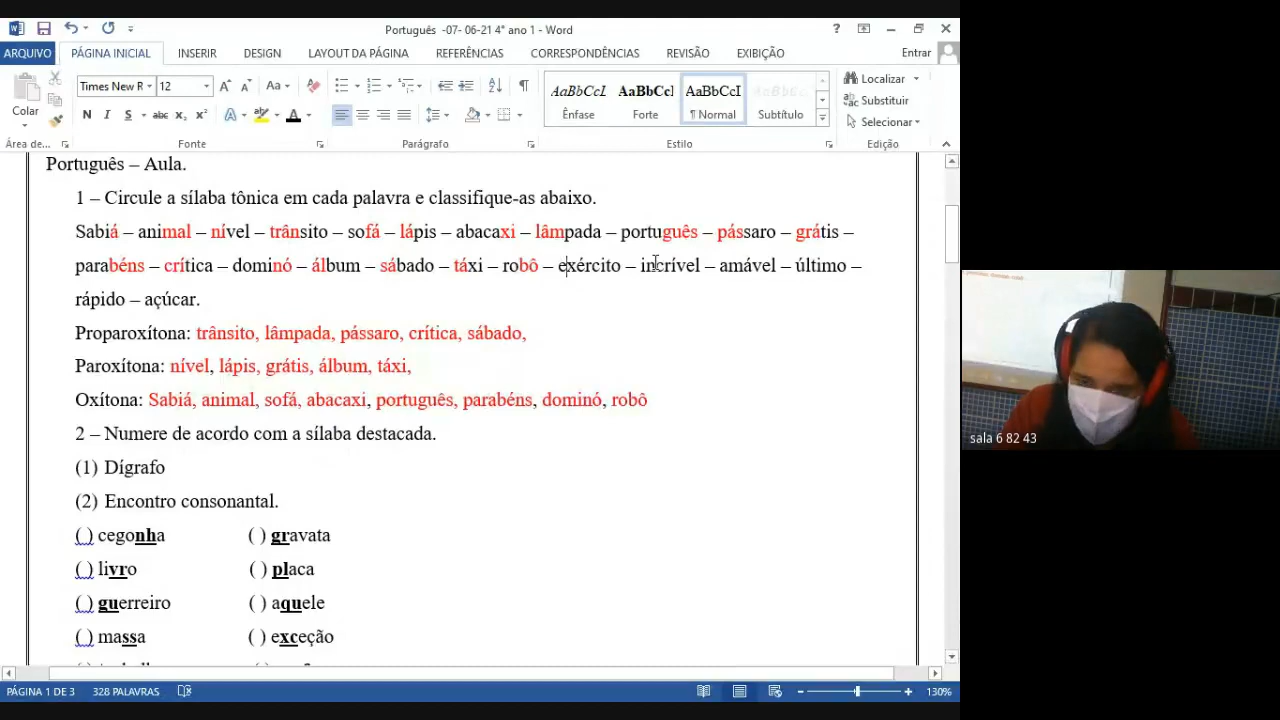 Português -07- 06-21 4° ano 1 - Word
ARQUIVO PÁGINA INICIAL INSERIR DESIGN LAYOUT DA PÁGINA REFERÊNCIAS CORRESPONDÊNCIAS REVISÃO EXIBIÇÃO Entrar
Times New R 12
Colar
Área de...
N I S abc x₂ x²
Fonte
Parágrafo
AaBbCcL AaBbCcl AaBbCcI AaBbCcI
Ênfase Forte ¶ Normal Subtítulo
Estilo
Localizar
Substituir
Selecionar
Edição
Português – Aula.
1 – Circule a sílaba tônica em cada palavra e classifique-as abaixo.
Sabiá – animal – nível – trânsito – sofá – lápis – abacaxi – lâmpada – português – pássaro – grátis –
parabéns – crítica – dominó – álbum – sábado – táxi – robô – exército – incrível – amável – último –
rápido – açúcar.
Proparoxítona: trânsito, lâmpada, pássaro, crítica, sábado,
Paroxítona: nível, lápis, grátis, álbum, táxi,
Oxítona: Sabiá, animal, sofá, abacaxi, português, parabéns, dominó, robô
2 – Numere de acordo com a sílaba destacada.
(1) Dígrafo
(2) Encontro consonantal.
( ) cegonha ( ) gravata
( ) livro ( ) placa
( ) guerreiro ( ) aquele
( ) massa ( ) exceção
PÁGINA 1 DE 3 328 PALAVRAS 130%
sala 6 82 43